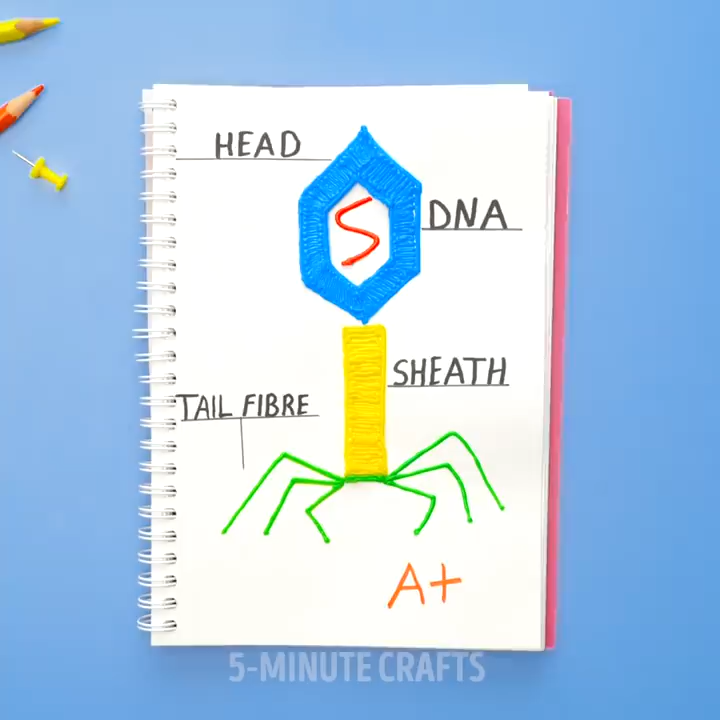 HEAD
DNA
SHEATH
TAIL FIBRE
A+
5-MINUTE CRAFTS